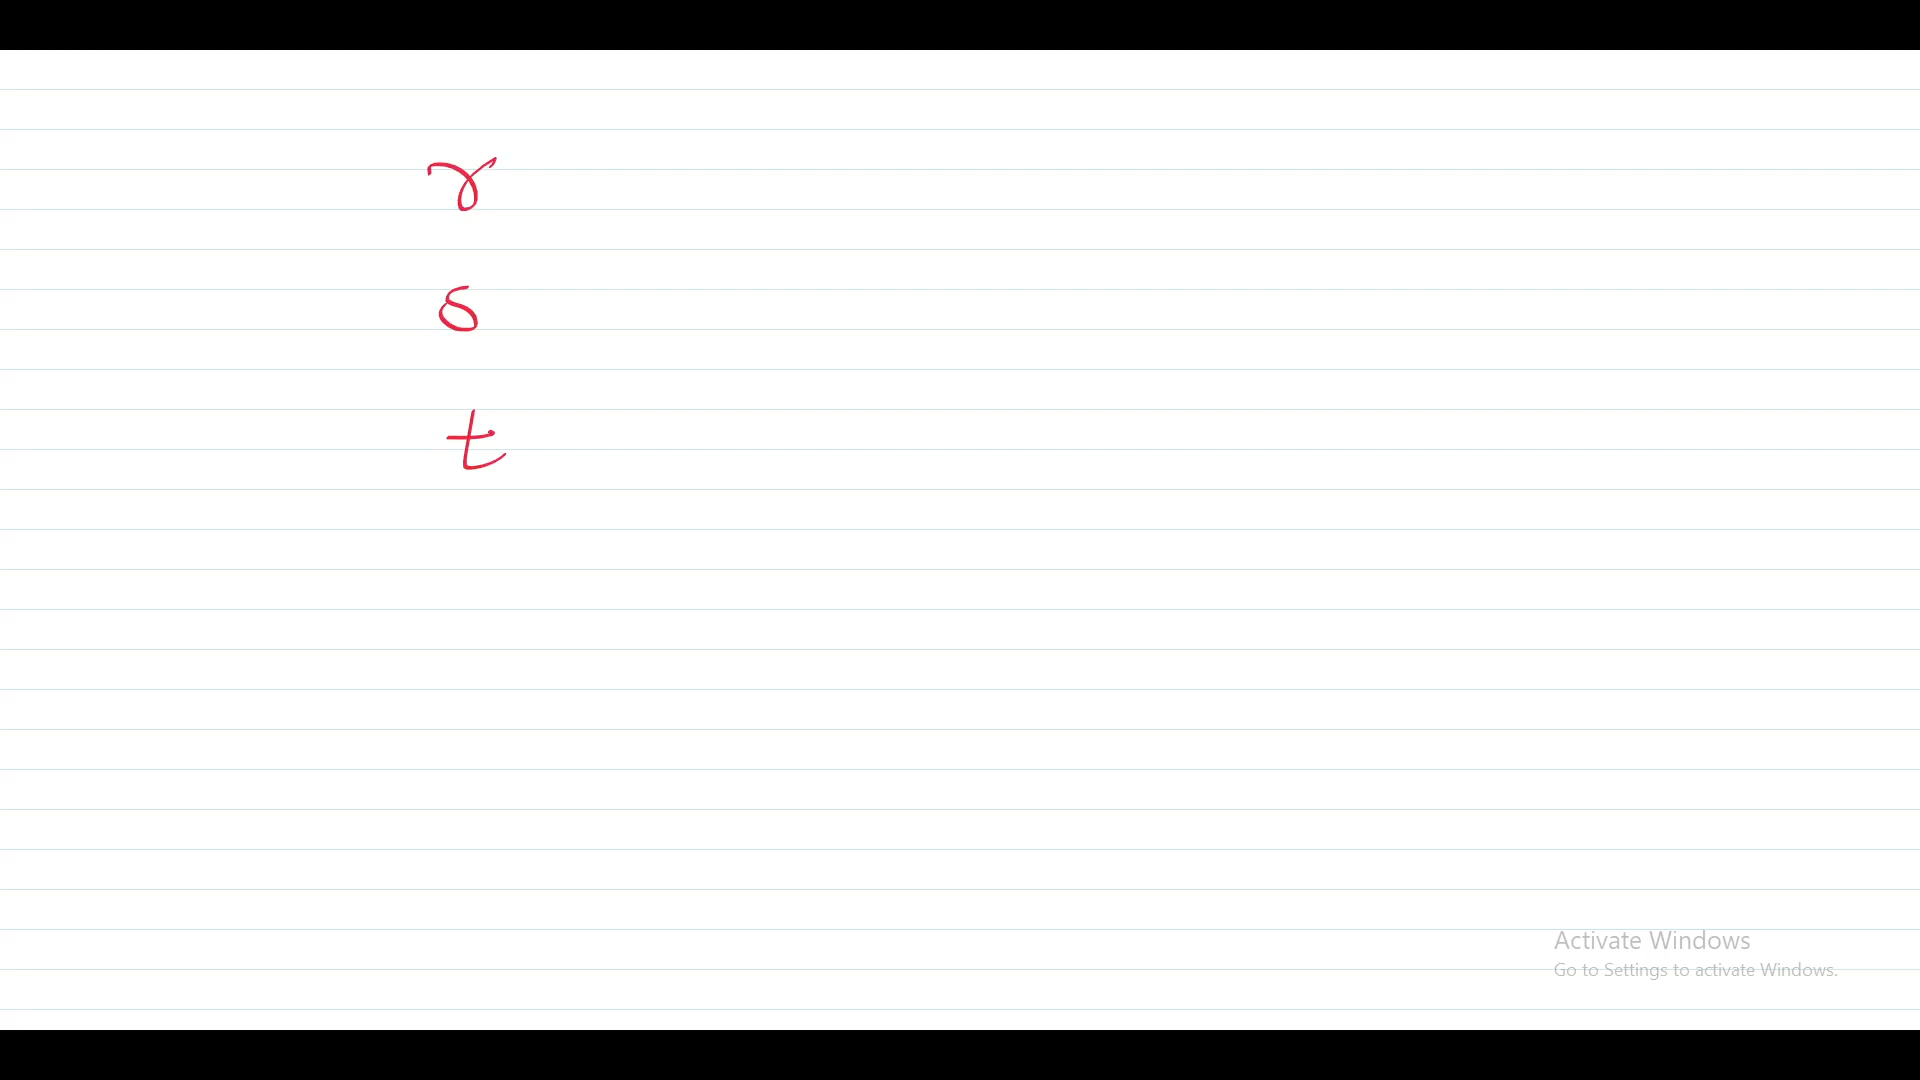 γ
δ
t
Activate Windows
Go to Settings to activate Windows.